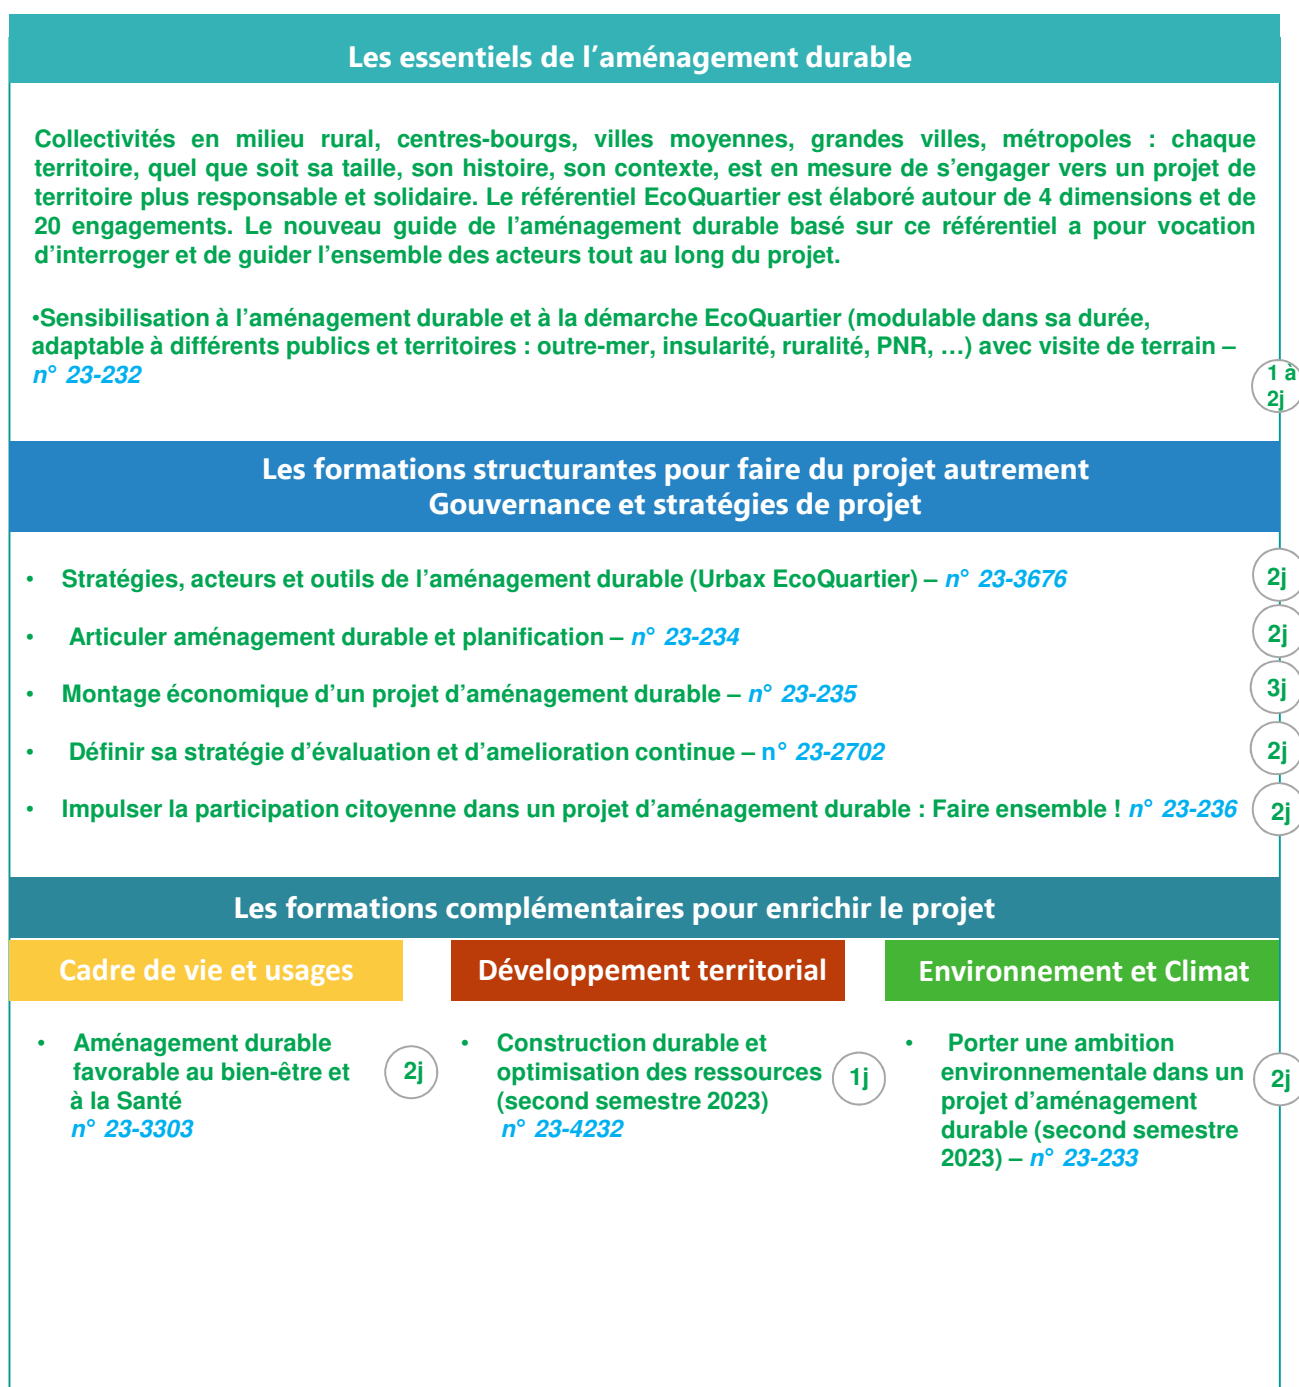 Les essentiels de l’aménagement durable
Collectivités en milieu rural, centres-bourgs, villes moyennes, grandes villes, métropoles : chaque
territoire, quel que soit sa taille, son histoire, son contexte, est en mesure de s’engager vers un projet de
territoire plus responsable et solidaire. Le référentiel EcoQuartier est élaboré autour de 4 dimensions et de
20 engagements. Le nouveau guide de l’aménagement durable basé sur ce référentiel a pour vocation
d’interroger et de guider l’ensemble des acteurs tout au long du projet.
•Sensibilisation à l’aménagement durable et à la démarche EcoQuartier (modulable dans sa durée,
adaptable à différents publics et territoires : outre-mer, insularité, ruralité, PNR, …) avec visite de terrain –
n° 23-232
1 à
2j
Les formations structurantes pour faire du projet autrement
Gouvernance et stratégies de projet
• Stratégies, acteurs et outils de l’aménagement durable (Urbax EcoQuartier) – n° 23-3676 2j
• Articuler aménagement durable et planification – n° 23-234 2j
• Montage économique d’un projet d’aménagement durable – n° 23-235 3j
• Définir sa stratégie d’évaluation et d’amelioration continue – n° 23-2702 2j
• Impulser la participation citoyenne dans un projet d’aménagement durable : Faire ensemble ! n° 23-236 2j
Les formations complémentaires pour enrichir le projet
Cadre de vie et usages
• Aménagement durable
favorable au bien-être et
à la Santé
n° 23-3303
2j
Développement territorial
• Construction durable et
optimisation des ressources
(second semestre 2023)
n° 23-4232
1j
Environnement et Climat
• Porter une ambition
environnementale dans un
projet d’aménagement
durable (second semestre
2023) – n° 23-233
2j